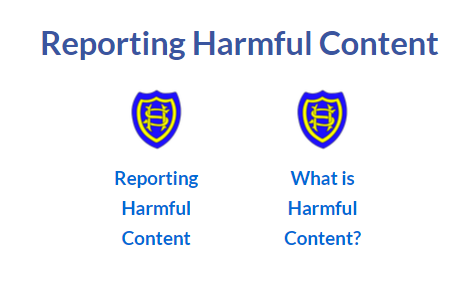 Reporting Harmful Content
Reporting
Harmful
Content
What is
Harmful
Content?